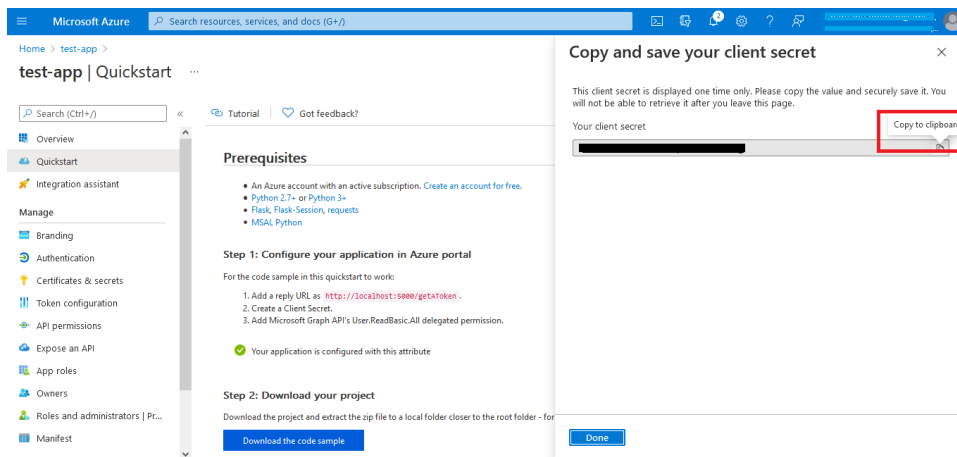 Microsoft Azure
Search resources, services, and docs (G+/)
2
Home > test-app >
test-app | Quickstart ...
Search (Ctrl+/)
«
Overview
Quickstart
Integration assistant
Manage
Branding
Authentication
Certificates & secrets
Token configuration
API permissions
Expose an API
App roles
Owners
Roles and administrators | Pr...
Manifest
Tutorial
Got feedback?
Prerequisites
• An Azure account with an active subscription. Create an account for free.
• Python 2.7+ or Python 3+
• Flask, Flask-Session, requests
• MSAL Python
Step 1: Configure your application in Azure portal
For the code sample in this quickstart to work:
1. Add a reply URL as http://localhost:5000/getAToken .
2. Create a Client Secret.
3. Add Microsoft Graph API's User.ReadBasic.All delegated permission.
Your application is configured with this attribute
Step 2: Download your project
Download the project and extract the zip file to a local folder closer to the root folder - for
Download the code sample
Copy and save your client secret
This client secret is displayed one time only. Please copy the value and securely save it. You
will not be able to retrieve it after you leave this page.
Your client secret
Copy to clipboard
Done